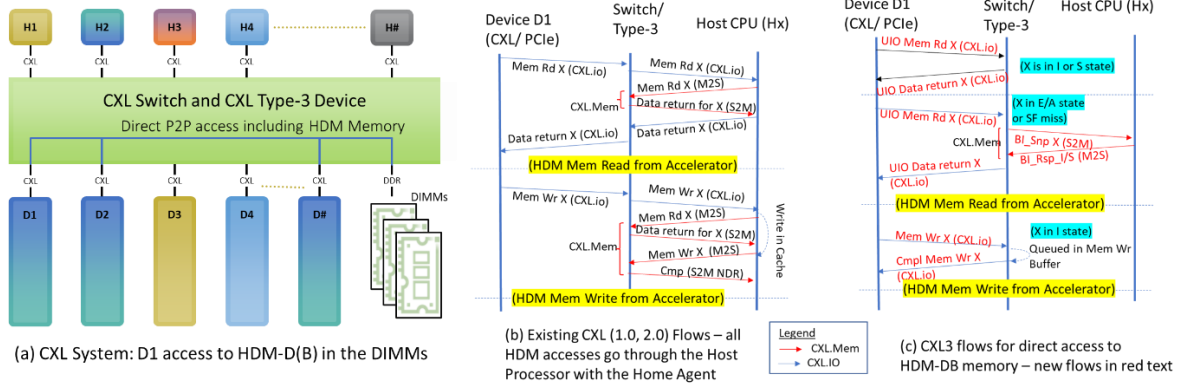 H1 H2 H3 H4 H#
CXL CXL CXL CXL CXL
CXL Switch and CXL Type-3 Device
Direct P2P access including HDM Memory
CXL CXL CXL CXL CXL DDR
DIMMs
D1 D2 D3 D4 D#
(a) CXL System: D1 access to HDM-D(B) in the DIMMs
Device D1
(CXL/ PCIe)
Switch/
Type-3
Host CPU (Hx)
Mem Rd X (CXL.io)
Mem Rd X (CXL.io)
Mem Rd X (M2S)
CXL.Mem
Data return for X (S2M)
Data return X (CXL.io)
Data return X (CXL.io)
(HDM Mem Read from Accelerator)
Mem Wr X (CXL.io)
Mem Wr X (CXL.io)
Mem Rd X (M2S)
Data return for X (S2M)
CXL.Mem
Mem Wr X (M2S)
Cmp (S2M NDR)
Write in Cache
(HDM Mem Write from Accelerator)
(b) Existing CXL (1.0, 2.0) Flows – all
HDM accesses go through the Host
Processor with the Home Agent
Legend
CXL.Mem
CXL.IO
Device D1
(CXL/ PCIe)
Switch/
Type-3
Host CPU (Hx)
UIO Mem Rd X (CXL.io)
(X is in I or S state)
UIO Data return X (CXL.io)
(X in E/A state
or SF miss)
UIO Mem Rd X (CXL.io)
CXL.Mem
BI_Snp X (S2M)
BI_Rsp_I/S (M2S)
UIO Data return X
(CXL.io)
(HDM Mem Read from Accelerator)
(X in I state)
Mem Wr X (CXL.io)
Queued in Mem Wr
Buffer
Cmpl Mem Wr X
(CXL.io)
(HDM Mem Write from Accelerator)
(c) CXL3 flows for direct access to
HDM-DB memory – new flows in red text